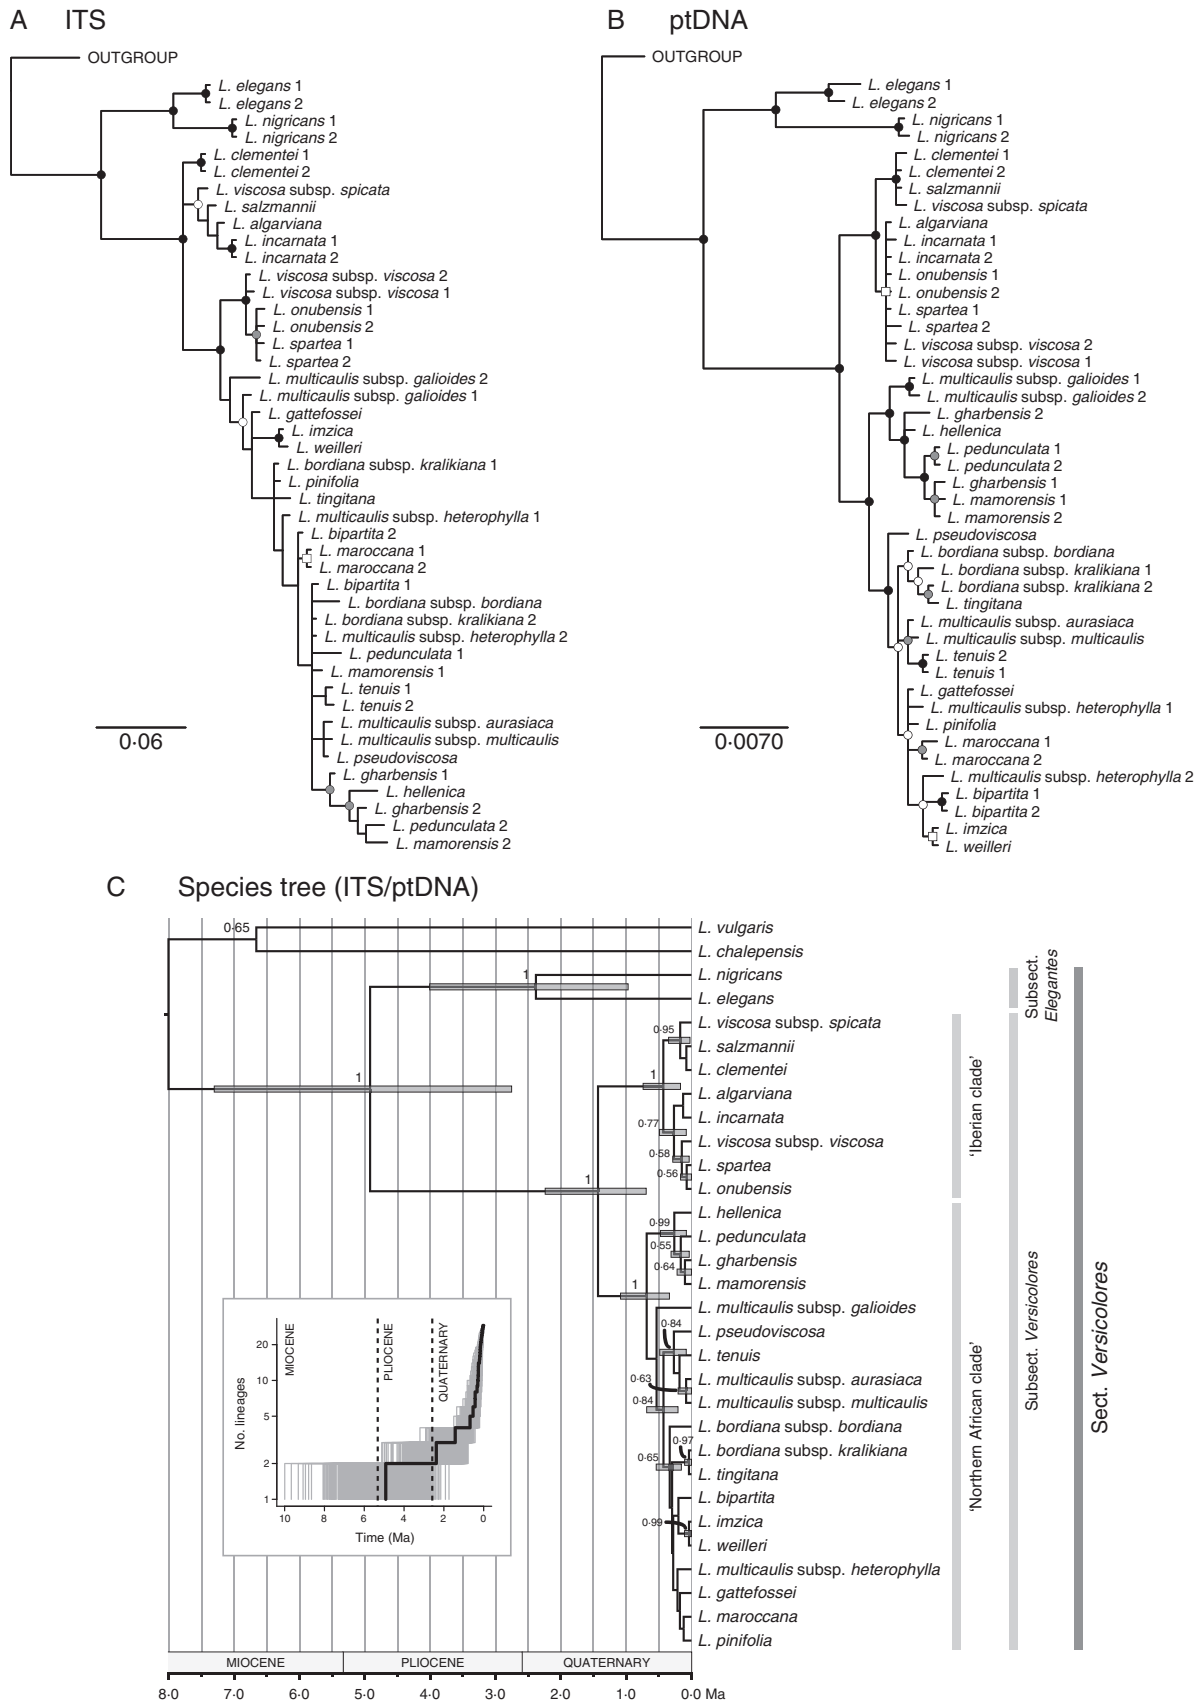 A ITS
OUTGROUP
L. elegans 1
L. elegans 2
L. nigricans 1
L. nigricans 2
L. clementei 1
L. clementei 2
L. viscosa subsp. spicata
L. salzmannii
L. algarviana
L. incarnata 1
L. incarnata 2
L. viscosa subsp. viscosa 2
L. viscosa subsp. viscosa 1
L. onubensis 1
L. onubensis 2
L. spartea 1
L. spartea 2
L. multicaulis subsp. galioides 2
L. multicaulis subsp. galioides 1
L. gattefossei
L. imzica
L. weilleri
L. bordiana subsp. kralikiana 1
L. pinifolia
L. tingitana
L. multicaulis subsp. heterophylla 1
L. bipartita 2
L. maroccana 1
L. maroccana 2
L. bipartita 1
L. bordiana subsp. bordiana
L. bordiana subsp. kralikiana 2
L. multicaulis subsp. heterophylla 2
L. pedunculata 1
L. mamorensis 1
L. tenuis 1
L. tenuis 2
L. multicaulis subsp. aurasiaca
L. multicaulis subsp. multicaulis
L. pseudoviscosa
L. gharbensis 1
L. hellenica
L. gharbensis 2
L. pedunculata 2
L. mamorensis 2
0·06
B ptDNA
OUTGROUP
L. elegans 1
L. elegans 2
L. nigricans 1
L. nigricans 2
L. clementei 1
L. clementei 2
L. salzmannii
L. viscosa subsp. spicata
L. algarviana
L. incarnata 1
L. incarnata 2
L. onubensis 1
L. onubensis 2
L. spartea 1
L. spartea 2
L. viscosa subsp. viscosa 2
L. viscosa subsp. viscosa 1
L. multicaulis subsp. galioides 1
L. multicaulis subsp. galioides 2
L. gharbensis 2
L. hellenica
L. pedunculata 1
L. pedunculata 2
L. gharbensis 1
L. mamorensis 1
L. mamorensis 2
L. pseudoviscosa
L. bordiana subsp. bordiana
L. bordiana subsp. kralikiana 1
L. bordiana subsp. kralikiana 2
L. tingitana
L. multicaulis subsp. aurasiaca
L. multicaulis subsp. multicaulis
L. tenuis 2
L. tenuis 1
L. gattefossei
L. multicaulis subsp. heterophylla 1
L. pinifolia
L. maroccana 1
L. maroccana 2
L. multicaulis subsp. heterophylla 2
L. bipartita 1
L. bipartita 2
L. imzica
L. weilleri
0·0070
C Species tree (ITS/ptDNA)
0·65
1
1
0·95
1
0·77
0·58
0·56
1
0·99
0·55
0·64
1
0·84
0·63
0·84
0·97
0·65
0·99
L. vulgaris
L. chalepensis
L. nigricans
L. elegans
L. viscosa subsp. spicata
L. salzmannii
L. clementei
L. algarviana
L. incarnata
L. viscosa subsp. viscosa
L. spartea
L. onubensis
L. hellenica
L. pedunculata
L. gharbensis
L. mamorensis
L. multicaulis subsp. galioides
L. pseudoviscosa
L. tenuis
L. multicaulis subsp. aurasiaca
L. multicaulis subsp. multicaulis
L. bordiana subsp. bordiana
L. bordiana subsp. kralikiana
L. tingitana
L. bipartita
L. imzica
L. weilleri
L. multicaulis subsp. heterophylla
L. gattefossei
L. maroccana
L. pinifolia
'Iberian clade'
'Northern African clade'
Subsect.
Elegantes
Subsect. Versicolores
Sect. Versicolores
No. lineages
20
10
5
2
1
MIOCENE
PLIOCENE
QUATERNARY
10 8 6 4 2 0
Time (Ma)
MIOCENE PLIOCENE QUATERNARY
8·0 7·0 6·0 5·0 4·0 3·0 2·0 1·0 0·0 Ma